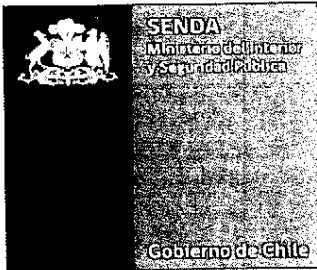 SENDA
Ministerio del Interior
y Seguridad Pública
Gobierno de Chile